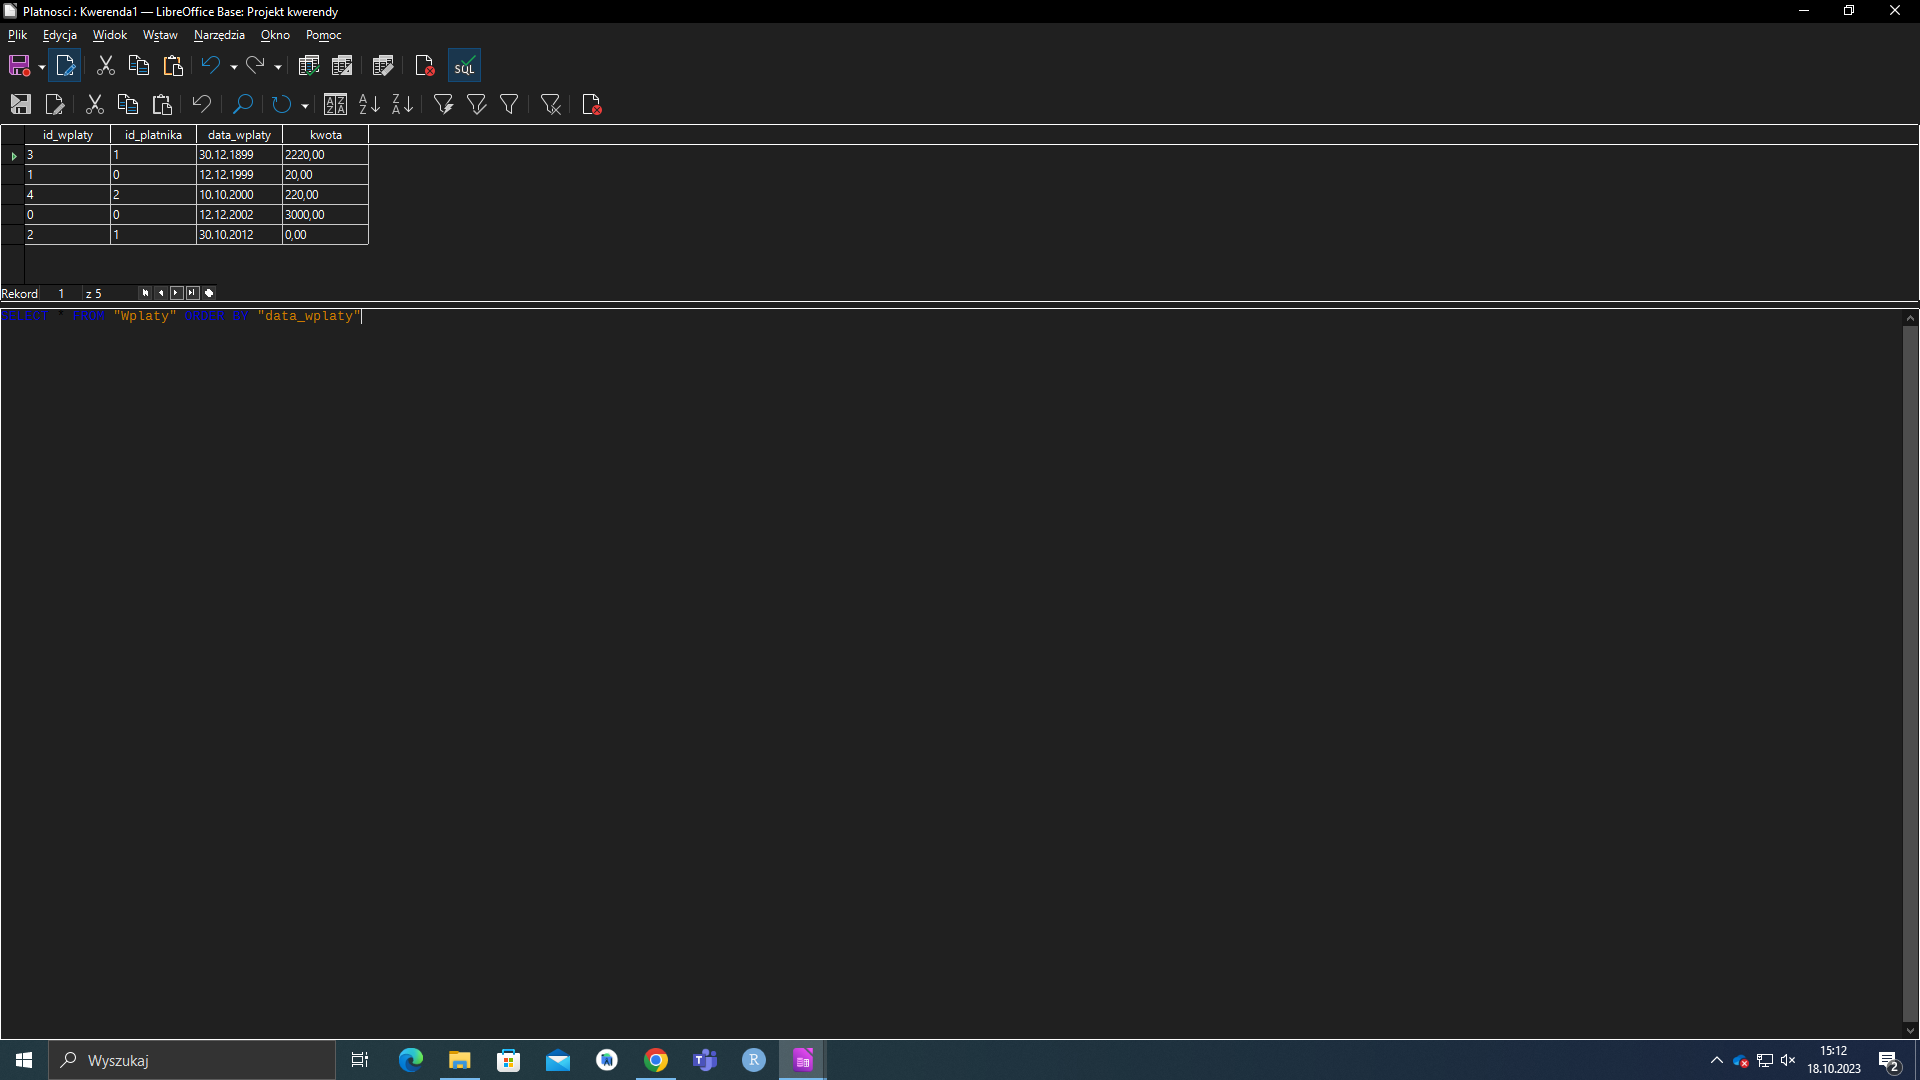 Platnosci : Kwerenda1 — LibreOffice Base: Projekt kwerendy
Plik Edycja Widok Wstaw Narzędzia Okno Pomoc
SQL
id_wplaty id_platnika data_wplaty kwota
3 1 30.12.1899 2220,00
1 0 12.12.1999 20,00
4 2 10.10.2000 220,00
0 0 12.12.2002 3000,00
2 1 30.10.2012 0,00
Rekord 1 z 5
SELECT * FROM "Wplaty" ORDER BY "data_wplaty"
Wyszukaj
15:12
18.10.2023
2